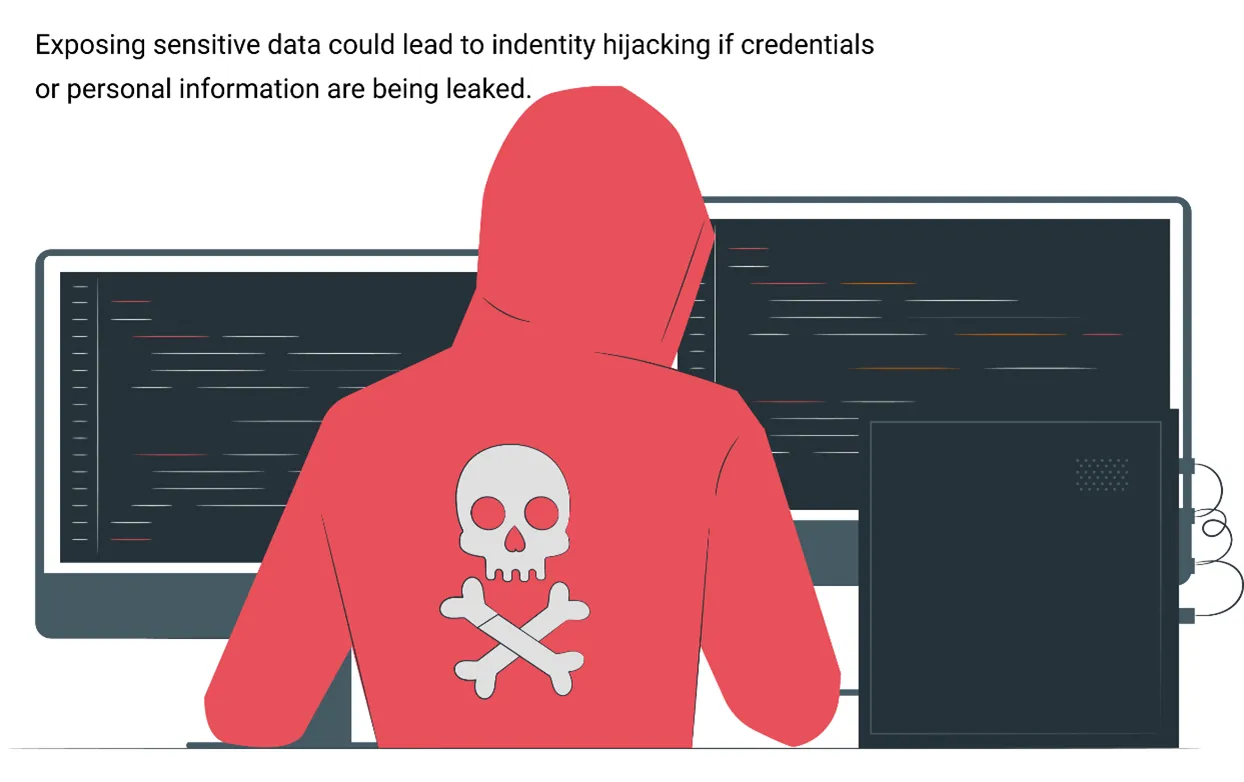 Exposing sensitive data could lead to indentity hijacking if credentials
or personal information are being leaked.